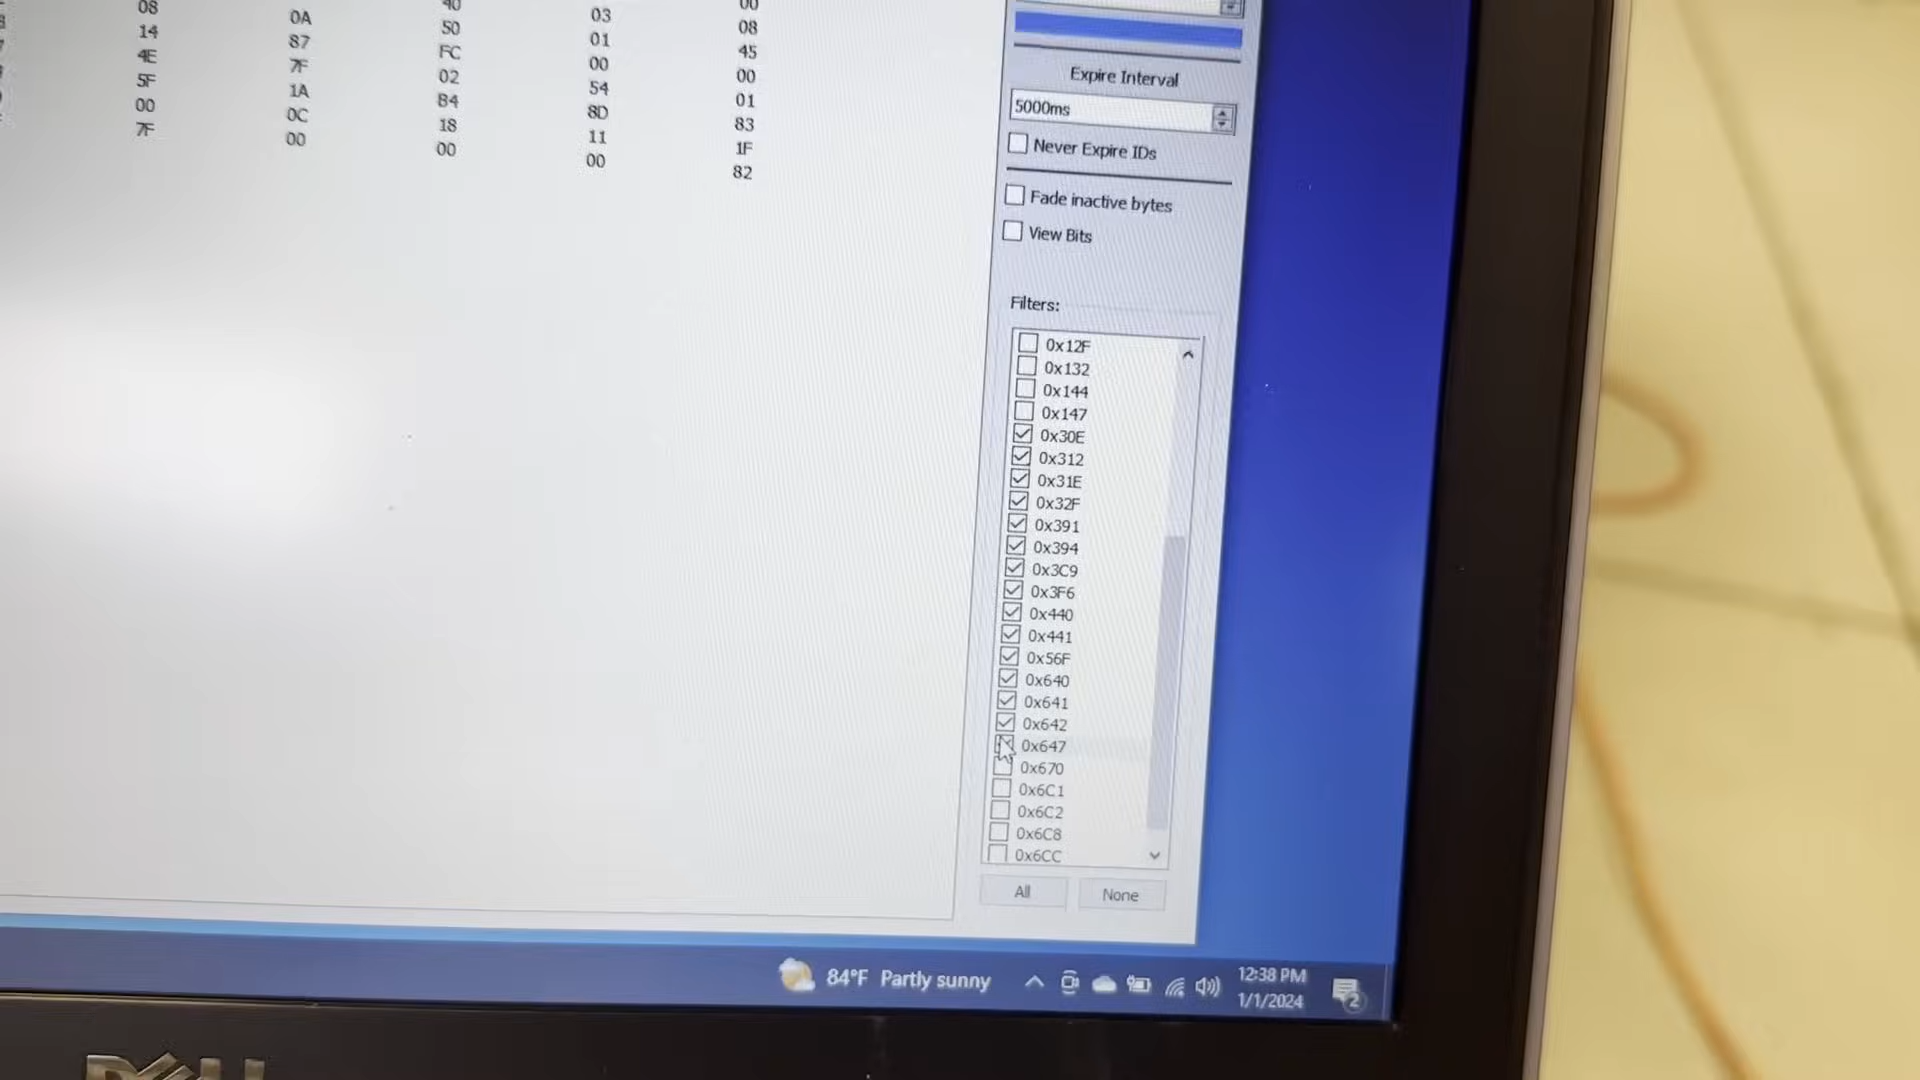 08 0A 40 03 00
14 87 50 01 08
4E 7F FC 00 45
5F 1A 02 54 00
00 0C B4 8D 01
7F 00 18 11 83
00 00 1F
82
Expire Interval
5000ms
Never Expire IDs
Fade inactive bytes
View Bits
Filters:
0x12F
0x132
0x144
0x147
0x30E
0x312
0x31E
0x32F
0x391
0x394
0x3C9
0x3F6
0x440
0x441
0x56F
0x640
0x641
0x642
0x647
0x670
0x6C1
0x6C2
0x6C8
0x6CC
All None
84°F Partly sunny
12:38 PM
1/1/2024
2
DELL